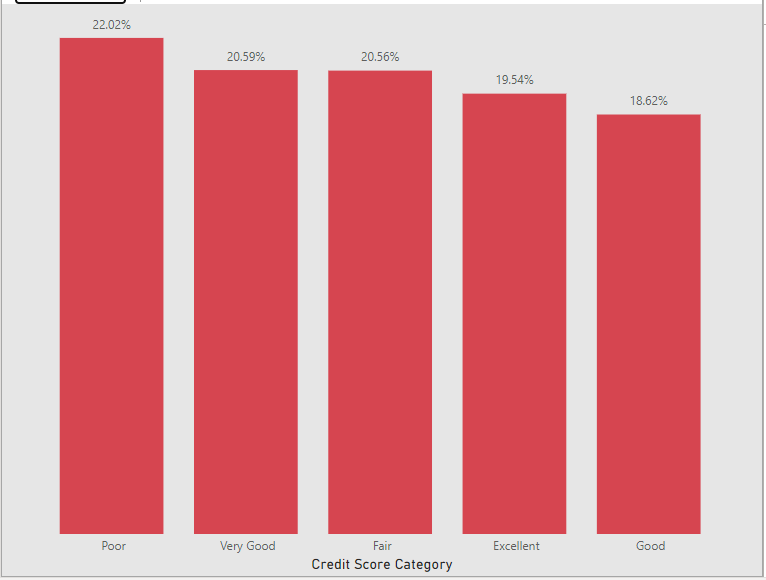 22.02%
20.59%
20.56%
19.54%
18.62%
Poor
Very Good
Fair
Excellent
Good
Credit Score Category